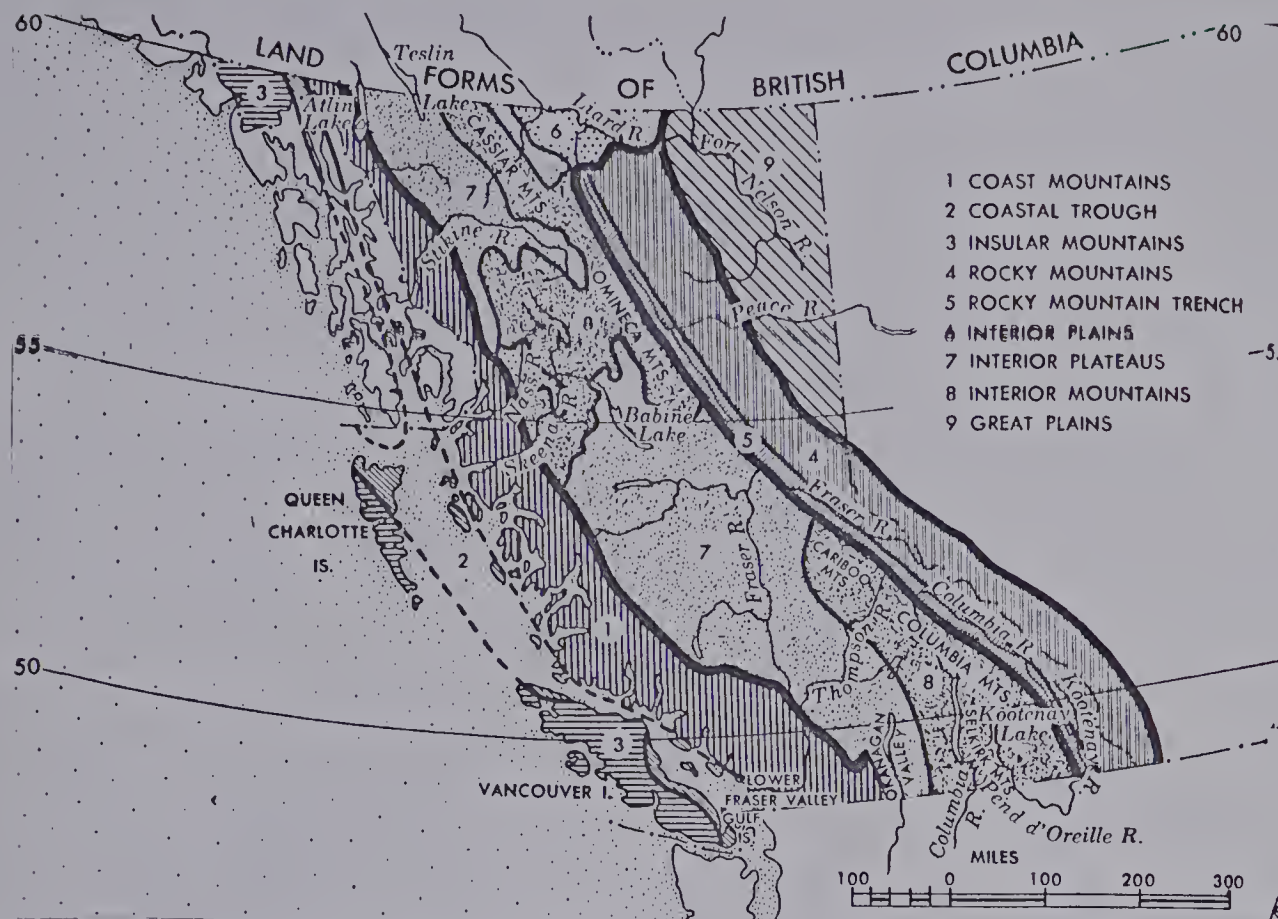 LAND FORMS OF BRITISH COLUMBIA
60
60
Teslin
Lake
Atlin
Lake
3
Liard R
6
CASSIAR MTS.
Fort
Nelson R
9
7
Stikine R.
1 COAST MOUNTAINS
2 COASTAL TROUGH
3 INSULAR MOUNTAINS
4 ROCKY MOUNTAINS
5 ROCKY MOUNTAIN TRENCH
6 INTERIOR PLAINS
7 INTERIOR PLATEAUS
8 INTERIOR MOUNTAINS
9 GREAT PLAINS
OMINECA MTS.
8
Peace R.
55
Nass R.
Skeena R.
Babine
Lake
5
4
QUEEN
CHARLOTTE
IS.
2
7
Fraser R.
Fraser R.
CARIBOO
MTS.
Columbia R
COLUMBIA MTS
Thompson R.
1
8
50
Kootenay R
Kootenay
Lake
SELKIRK MTS
OKANAGAN
VALLEY
3
VANCOUVER I.
LOWER
FRASER VALLEY
GULF
IS.
Columbia
R.
Pend d'Oreille R.
MILES
100 0 100 200 300